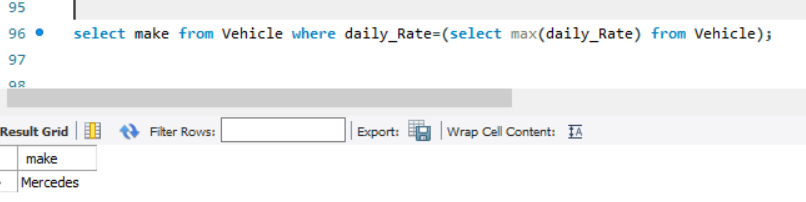 95
96 select make from Vehicle where daily_Rate=(select max(daily_Rate) from Vehicle);
97
98
Result Grid Filter Rows: Export: Wrap Cell Content: IA
make
Mercedes